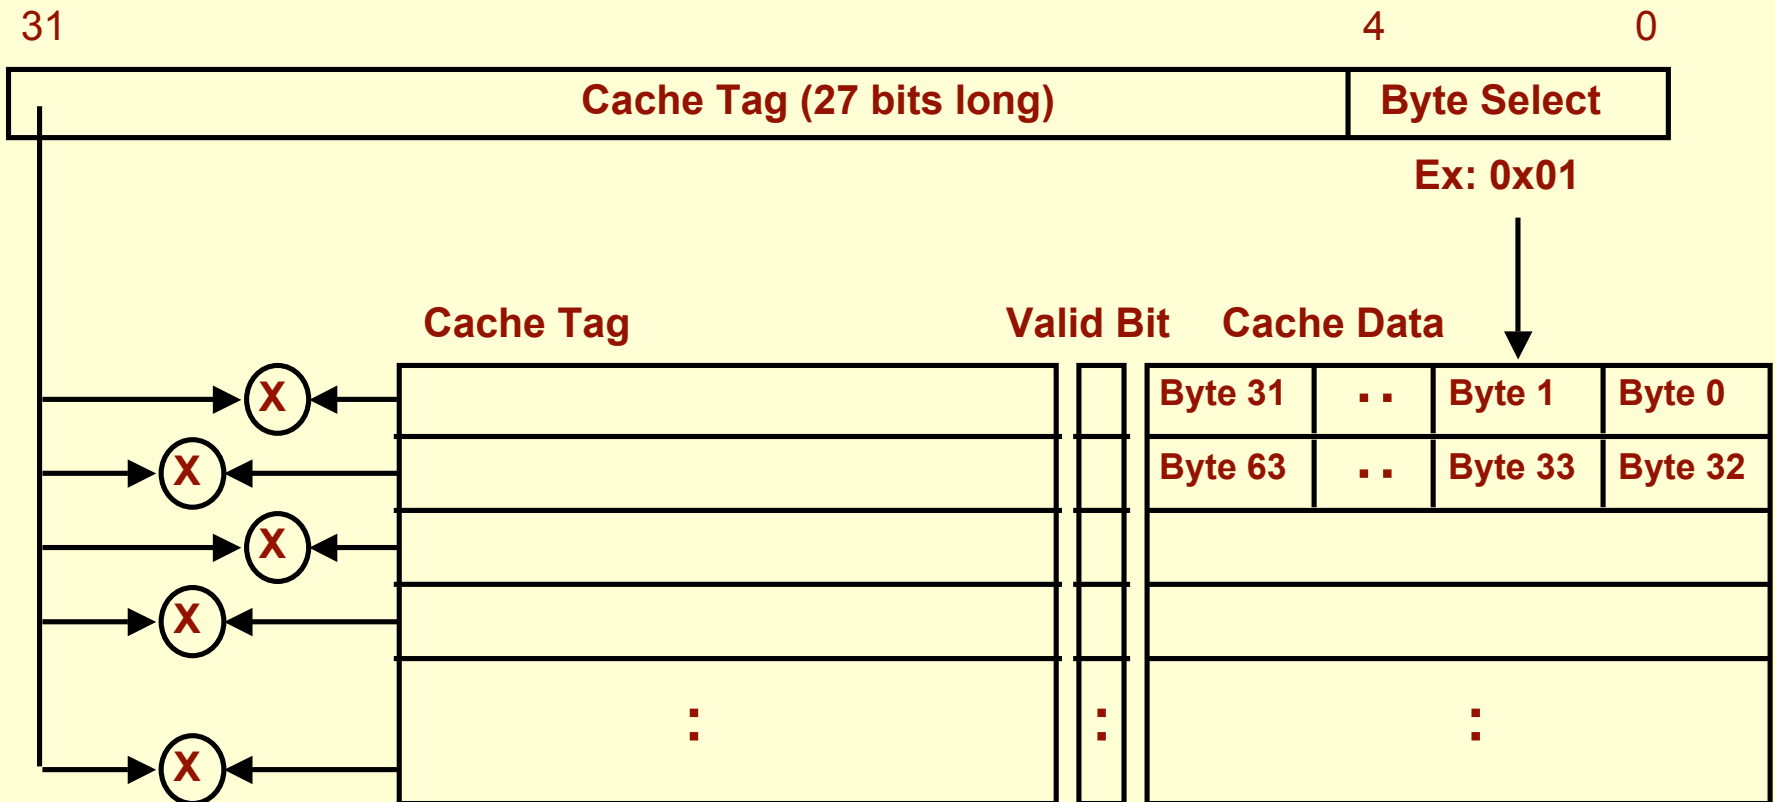 31 4 0
Cache Tag (27 bits long) Byte Select
Ex: 0x01
Cache Tag Valid Bit Cache Data
X Byte 31 .. Byte 1 Byte 0
X Byte 63 .. Byte 33 Byte 32
X
X
: : :
X